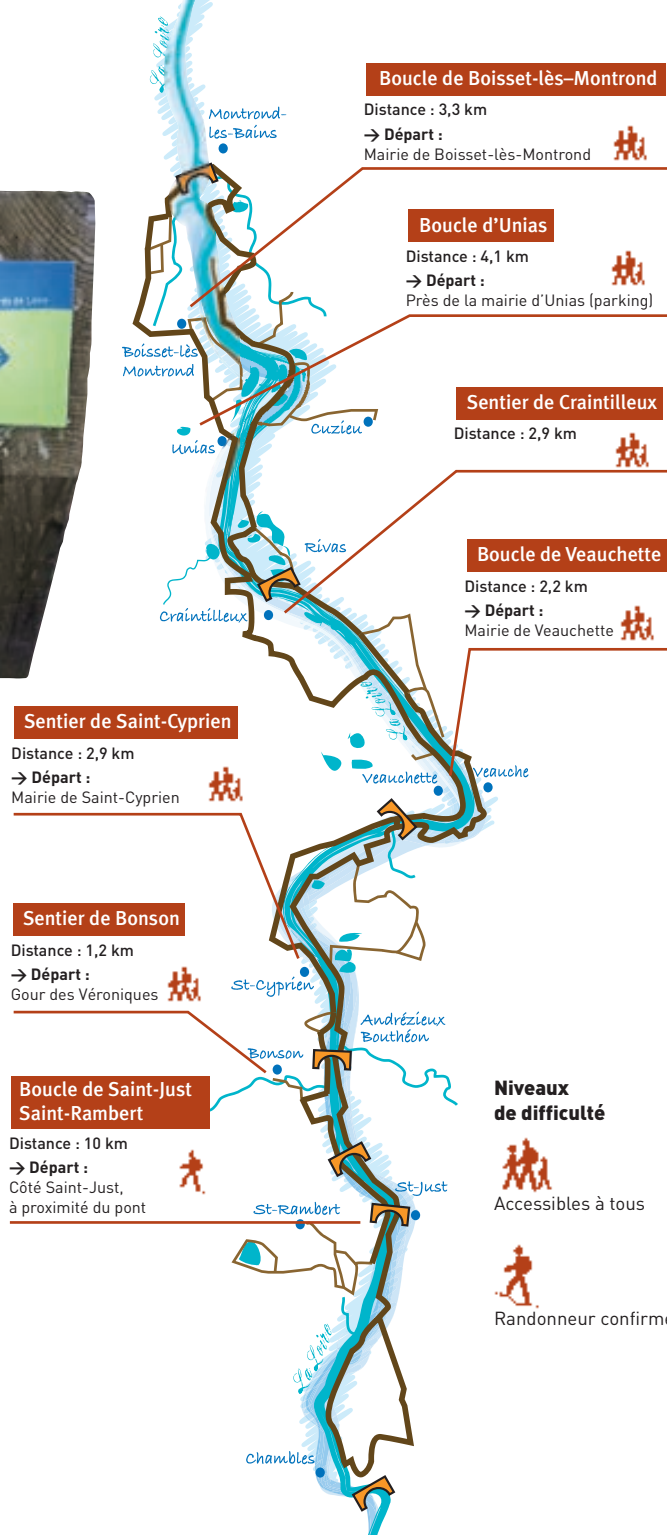 La Loire
Boucle de Boisset-lès–Montrond
Distance : 3,3 km
→ Départ :
Mairie de Boisset-lès-Montrond
Montrond-
les-Bains
Boucle d'Unias
Distance : 4,1 km
→ Départ :
Près de la mairie d'Unias (parking)
Boisset-lès
Montrond
Sentier de Craintilleux
Distance : 2,9 km
Cuzieu
Unias
Rivas
Boucle de Veauchette
Distance : 2,2 km
→ Départ :
Mairie de Veauchette
Craintilleux
La Loire
Sentier de Saint-Cyprien
Distance : 2,9 km
→ Départ :
Mairie de Saint-Cyprien
Veauchette
Veauche
Sentier de Bonson
Distance : 1,2 km
→ Départ :
Gour des Véroniques
St-Cyprien
Andrézieux
Bouthéon
Bonson
Boucle de Saint-Just
Saint-Rambert
Distance : 10 km
→ Départ :
Côté Saint-Just,
à proximité du pont
St-Rambert
St-Just
Niveaux
de difficulté
Accessibles à tous
Randonneur confirmé
La Loire
Chambles